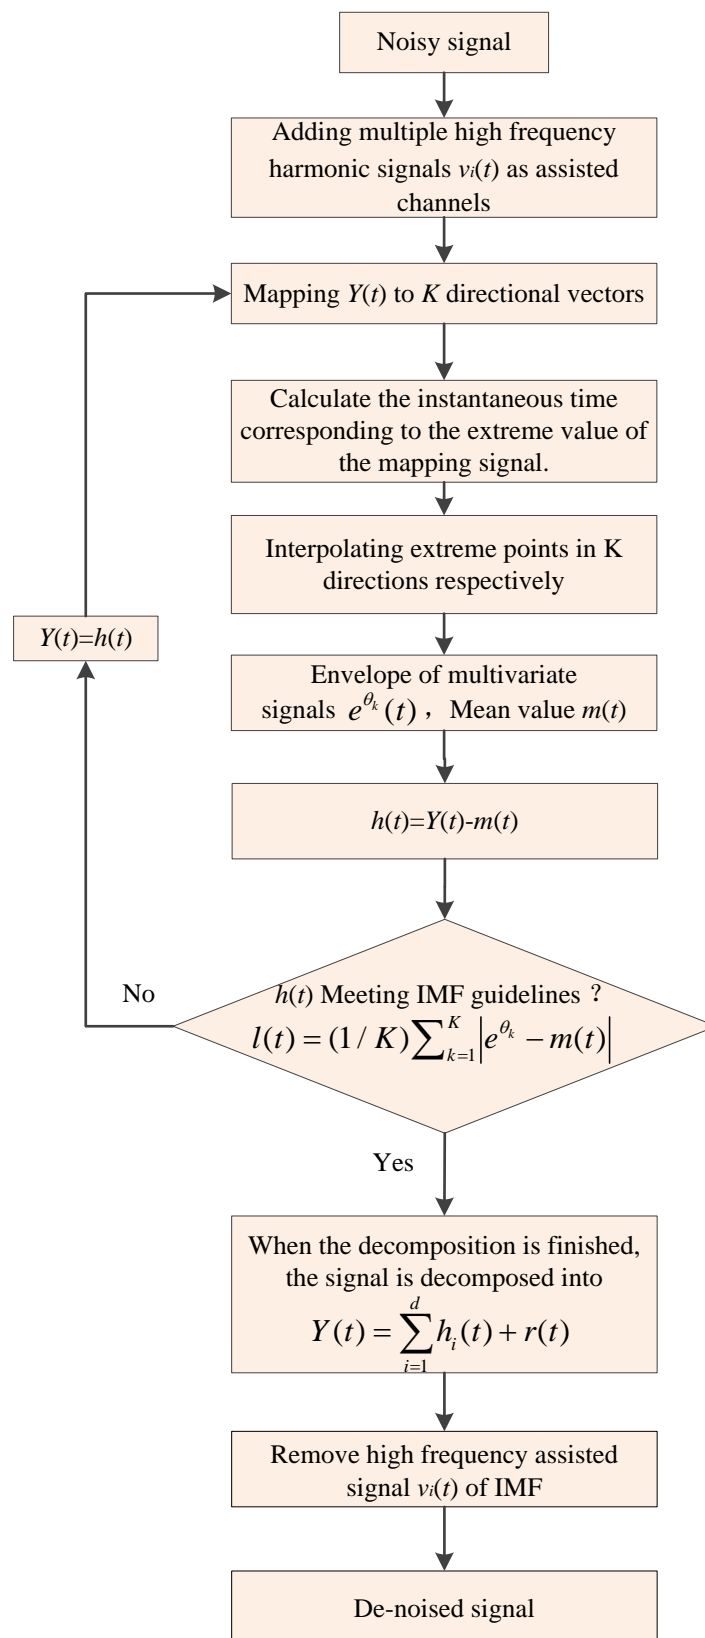 Noisy signal
Adding multiple high frequency
harmonic signals vi(t) as assisted
channels
Mapping Y(t) to K directional vectors
Calculate the instantaneous time
corresponding to the extreme value of
the mapping signal.
Interpolating extreme points in K
directions respectively
Y(t)=h(t)
Envelope of multivariate
signals e^{θ_k}(t)，Mean value m(t)
h(t)=Y(t)-m(t)
No
h(t) Meeting IMF guidelines？
l(t) = (1/K)∑_{k=1}^{K}|e^{θ_k} − m(t)|
Yes
When the decomposition is finished,
the signal is decomposed into
Y(t) = ∑_{i=1}^{d} h_i(t) + r(t)
Remove high frequency assisted
signal vi(t) of IMF
De-noised signal